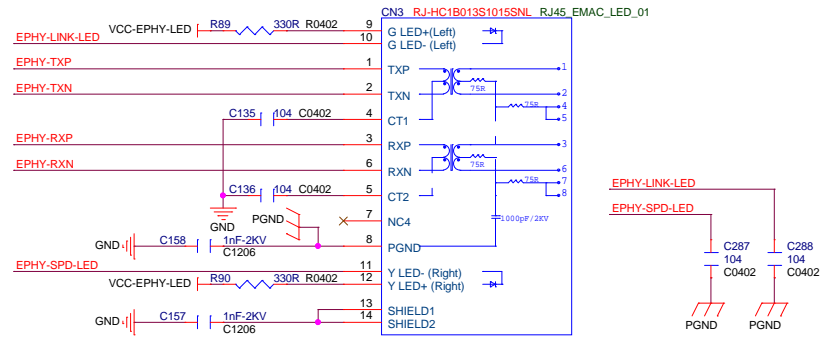 CN3 RJ-HC1B013S1015SNL RJ45_EMAC_LED_01
VCC-EPHY-LED R89 330R R0402 9 G LED+(Left)
EPHY-LINK-LED 10 G LED- (Left)
EPHY-TXP 1 TXP 1
75R
EPHY-TXN 2 TXN 2
75R 4
C135 104 C0402 4 CT1 5
EPHY-RXP 3 RXP 3
75R
EPHY-RXN 6 RXN 6
75R 7
C136 104 C0402 5 CT2 8
GND
PGND 7 NC4
1000pF/2KV
GND C158 1nF-2KV 8 PGND
C1206
EPHY-SPD-LED 11 Y LED- (Right)
VCC-EPHY-LED R90 330R R0402 12 Y LED+ (Right)
13 SHIELD1
GND C157 1nF-2KV 14 SHIELD2
C1206
EPHY-LINK-LED
EPHY-SPD-LED
C287 C288
104 104
C0402 C0402
PGND PGND